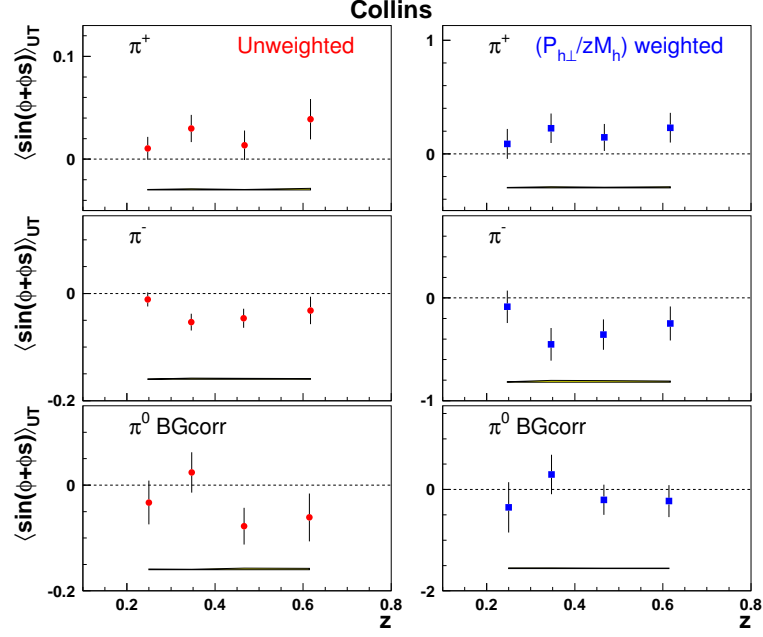 Collins
⟨sin(ϕ+ϕs)⟩UT
0.1
0
π+
Unweighted
1
0
π+
(Ph⊥/zMh) weighted
⟨sin(ϕ+ϕs)⟩UT
0
-0.2
π-
0
-1
π-
⟨sin(ϕ+ϕs)⟩UT
0
-0.2
π0 BGcorr
0
-2
π0 BGcorr
0.2 0.4 0.6 0.8
z
0.2 0.4 0.6 0.8
z